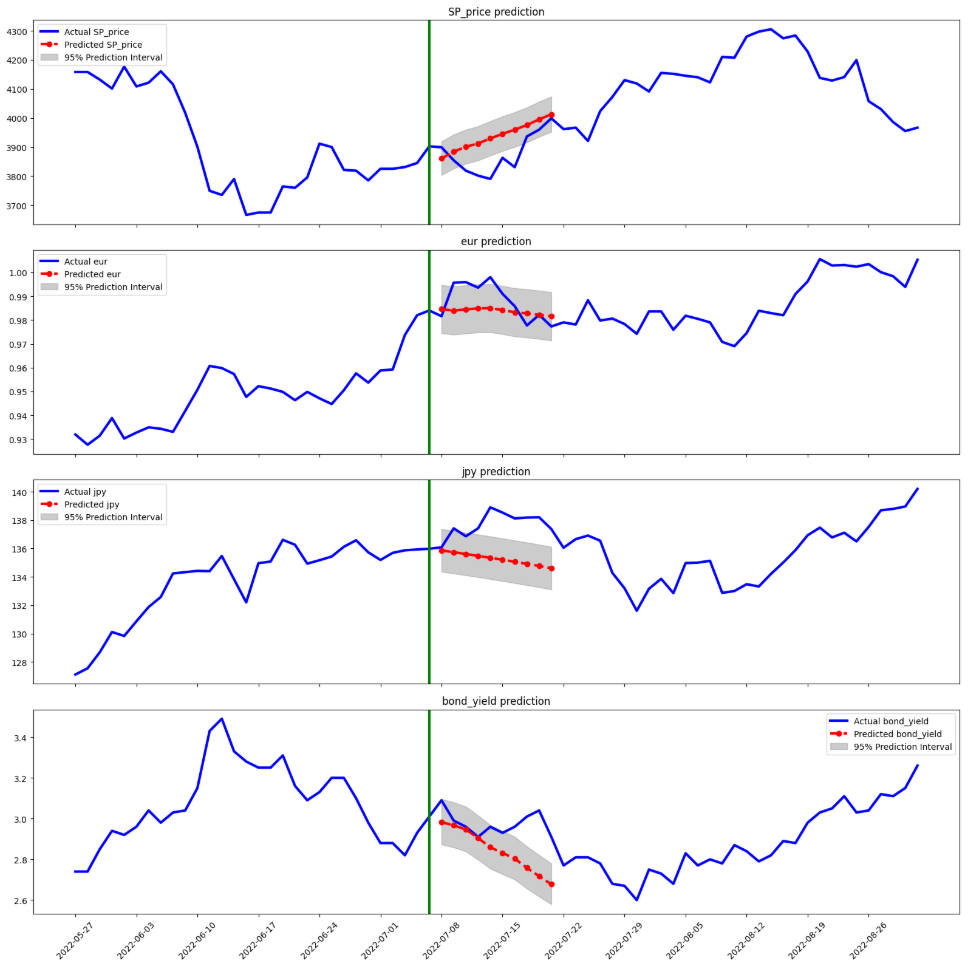 SP_price prediction
Actual SP_price
Predicted SP_price
95% Prediction Interval
4300
4200
4100
4000
3900
3800
3700
eur prediction
Actual eur
Predicted eur
95% Prediction Interval
1.00
0.99
0.98
0.97
0.96
0.95
0.94
0.93
jpy prediction
Actual jpy
Predicted jpy
95% Prediction Interval
140
138
136
134
132
130
128
bond_yield prediction
Actual bond_yield
Predicted bond_yield
95% Prediction Interval
3.4
3.2
3.0
2.8
2.6
2022-05-27
2022-06-03
2022-06-10
2022-06-17
2022-06-24
2022-07-01
2022-07-08
2022-07-15
2022-07-22
2022-07-29
2022-08-05
2022-08-12
2022-08-19
2022-08-26